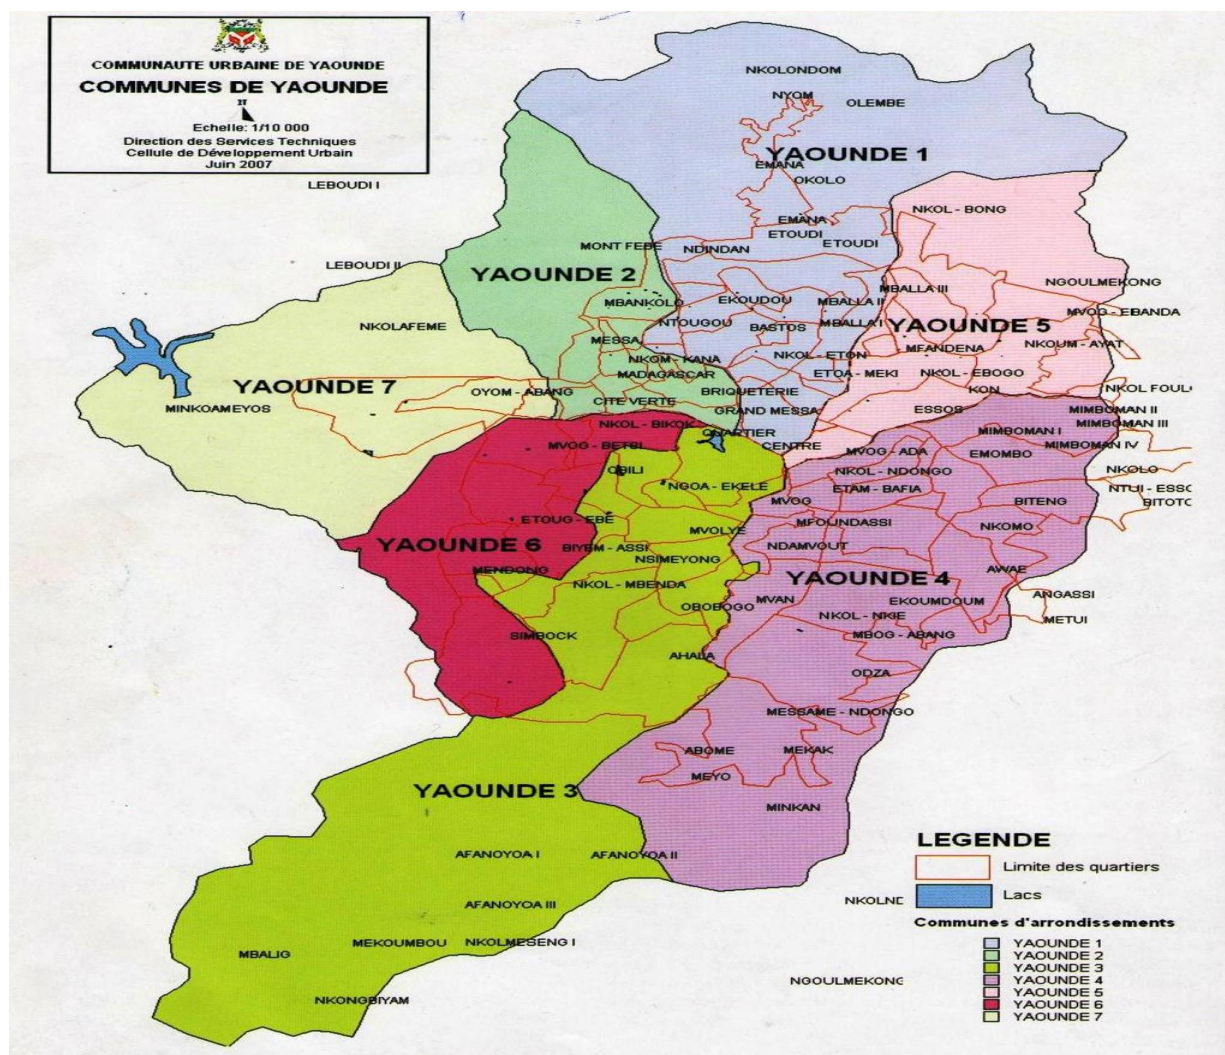 COMMUNAUTE URBAINE DE YAOUNDE
COMMUNES DE YAOUNDE
N
Echelle: 1/10 000
Direction des Services Techniques
Cellule de Développement Urbain
Juin 2007
LEBOUDI I
NKOLONDOM
NYOM
OLEMBE
YAOUNDE 1
EMANA
OKOLO
NKOL - BONG
EMANA
ETOUDI
ETOUDI
MONT FEBE
NDINDAN
LEBOUDI II
YAOUNDE 2
NGOULMEKONG
MBALLA III
MBANKOLO
EKOUDOU
MBALLA II
MVOG - EBANDA
NKOLAFEME
NTOUGOU
BASTOS
MBALLA I
YAOUNDE 5
MESSA
MFANDENA
NKOUM - AYAT
NKOM - KANA
NKOL - ETON
MADAGASCAR
ETOA - MEKI
NKOL - EBOGO
YAOUNDE 7
OYOM - ABANG
BRIQUETERIE
KON
NKOL FOULO
MINKOAMEYOS
CITE VERTE
GRAND MESSA
ESSOS
MIMBOMAN II
NKOL - BIKOK
QUARTIER
MIMBOMAN I
MIMBOMAN III
MVOG - BETSI
CENTRE
MVOG - ADA
EMOMBO
MIMBOMAN IV
OBILI
NKOL - NDONGO
NKOLO
NGOA - EKELE
ETAM - BAFIA
NTUI - ESSO
MVOG
BITENG
BITOTO
ETOUG - EBE
MVOLYE
MFOUNDASSI
NKOMO
YAOUNDE 6
BIYEM - ASSI
NSIMEYONG
NDAMVOUT
MENDONG
NKOL - MBENDA
YAOUNDE 4
AWAE
OBOBOGO
MVAN
EKOUMDOUM
ANGASSI
NKOL - NKIE
METUI
SIMBOCK
MBOG - ABANG
AHALA
ODZA
MESSAME - NDONGO
ABOME
MEKAK
MEYO
YAOUNDE 3
MINKAN
AFANOYOA I
AFANOYOA II
AFANOYOA III
MBALIG
MEKOUMBOU
NKOLMESENG I
NKONGBIYAM
NKOLND
NGOULMEKONG
LEGENDE
Limite des quartiers
Lacs
Communes d'arrondissements
YAOUNDE 1
YAOUNDE 2
YAOUNDE 3
YAOUNDE 4
YAOUNDE 5
YAOUNDE 6
YAOUNDE 7